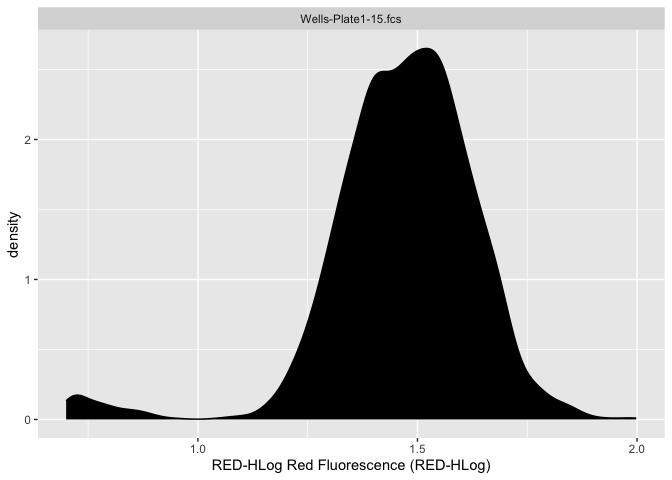 Wells-Plate1-15.fcs
density
2
1
0
1.0 1.5 2.0
RED-HLog Red Fluorescence (RED-HLog)